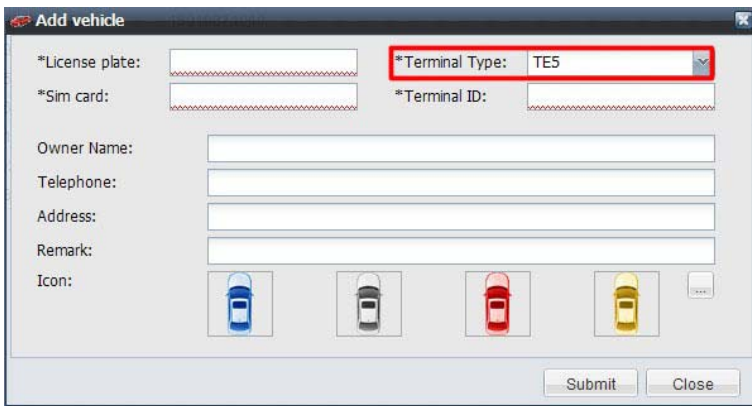 Add vehicle
*License plate: *Terminal Type: TE5
*Sim card: *Terminal ID:
Owner Name:
Telephone:
Address:
Remark:
Icon: ...
Submit Close